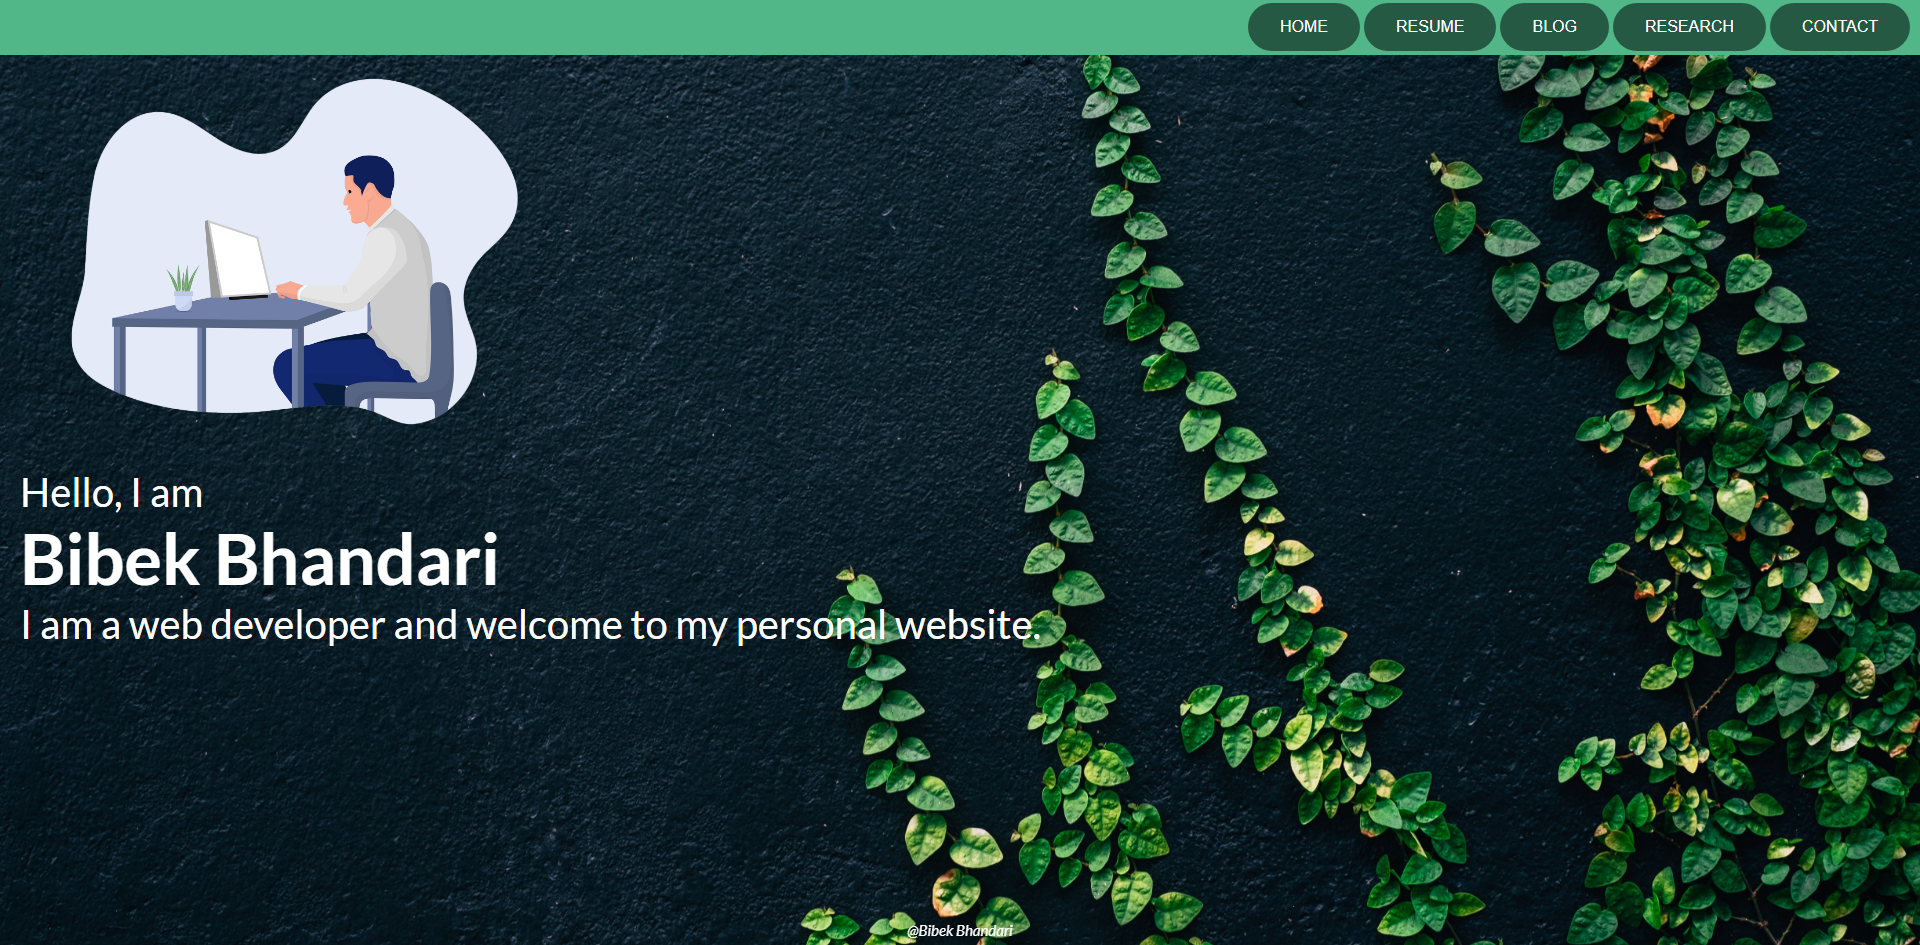 HOME RESUME BLOG RESEARCH CONTACT
Hello, I am
Bibek Bhandari
I am a web developer and welcome to my personal website.
@Bibek Bhandari